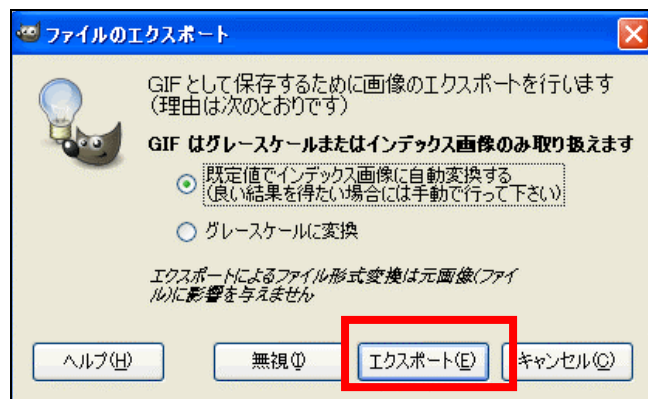 ファイルのエクスポート
GIFとして保存するために画像のエクスポートを行います
(理由は次のとおりです)
GIF はグレースケールまたはインデックス画像のみ取り扱えます
既定値でインデックス画像に自動変換する
(良い結果を得たい場合には手動で行って下さい)
グレースケールに変換
エクスポートによるファイル形式変換は元画像(ファイ
ル)に影響を与えません
ヘルプ(H) 無視(I) エクスポート(E) キャンセル(C)